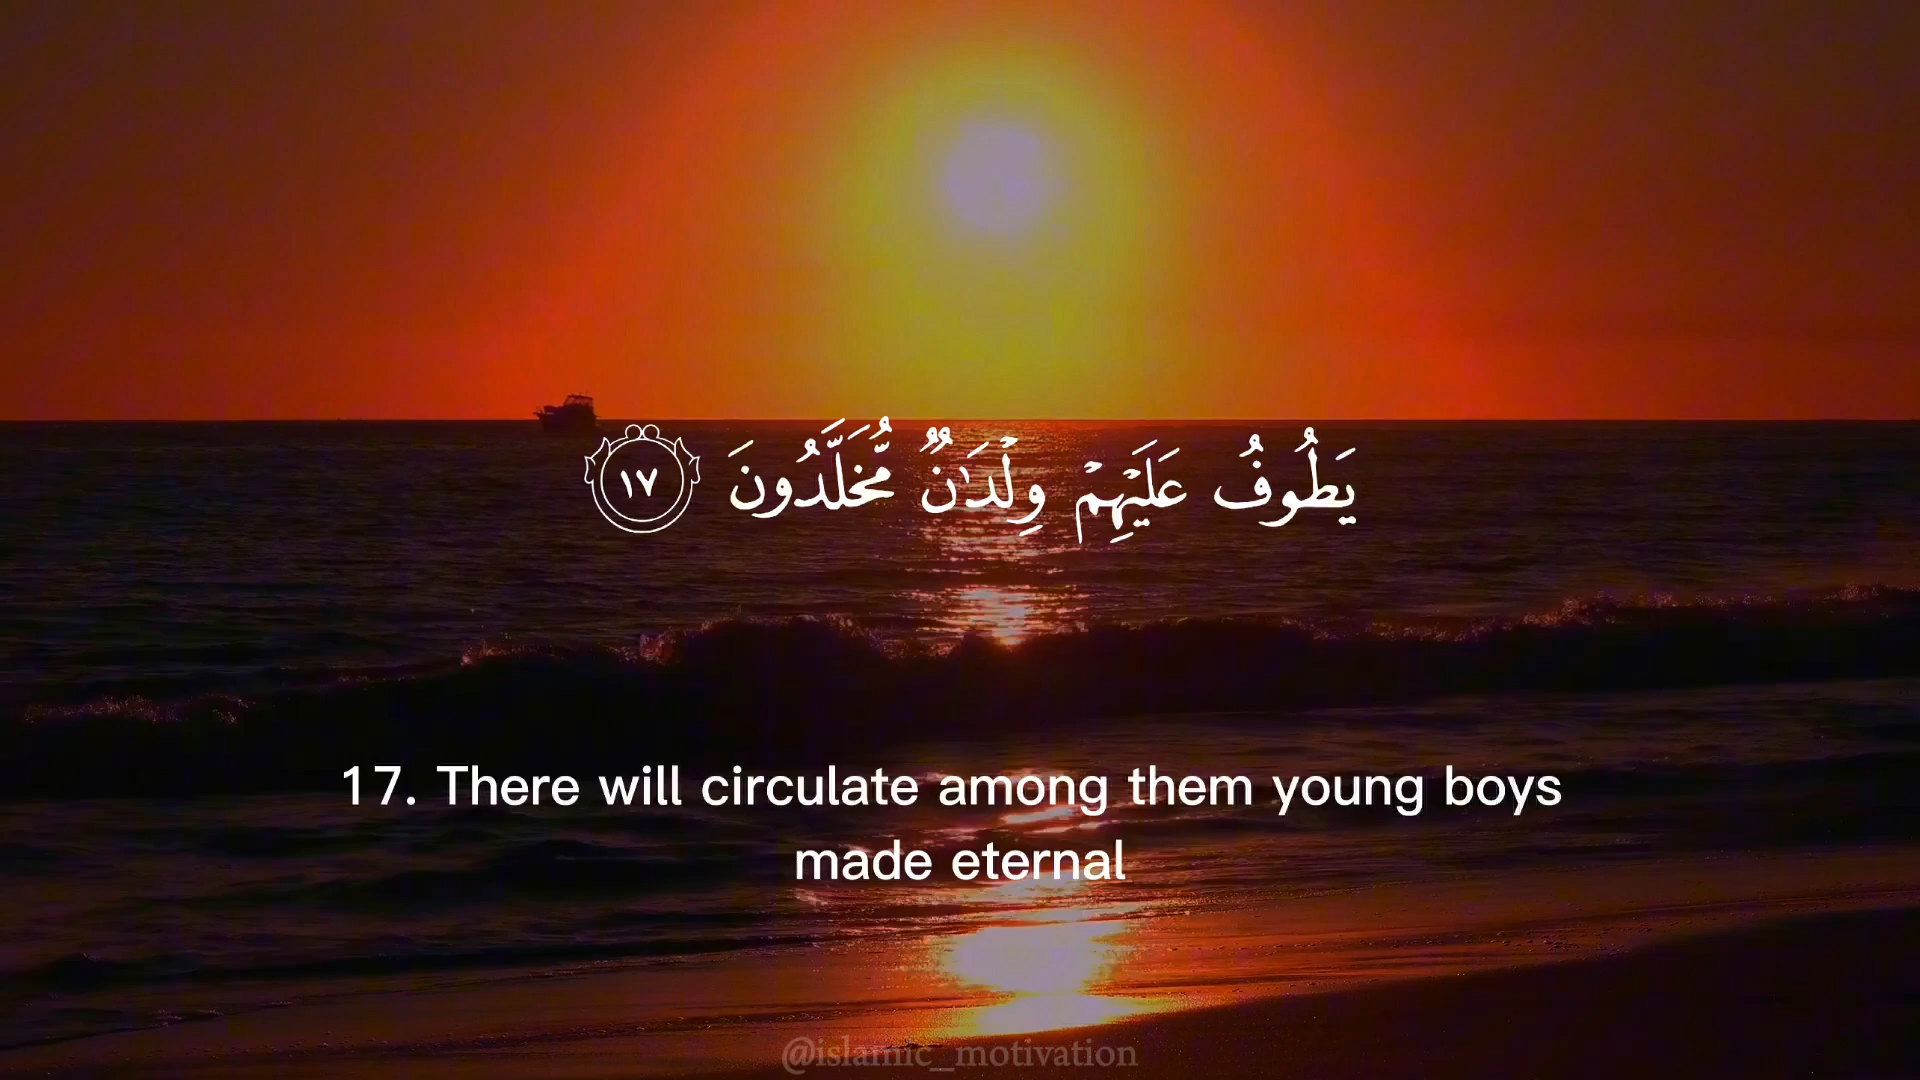 يَطُوفُ عَلَيْهِمْ وِلْدَٰنٌ مُّخَلَّدُونَ ١٧
17. There will circulate among them young boys
made eternal
@islamic_motivation